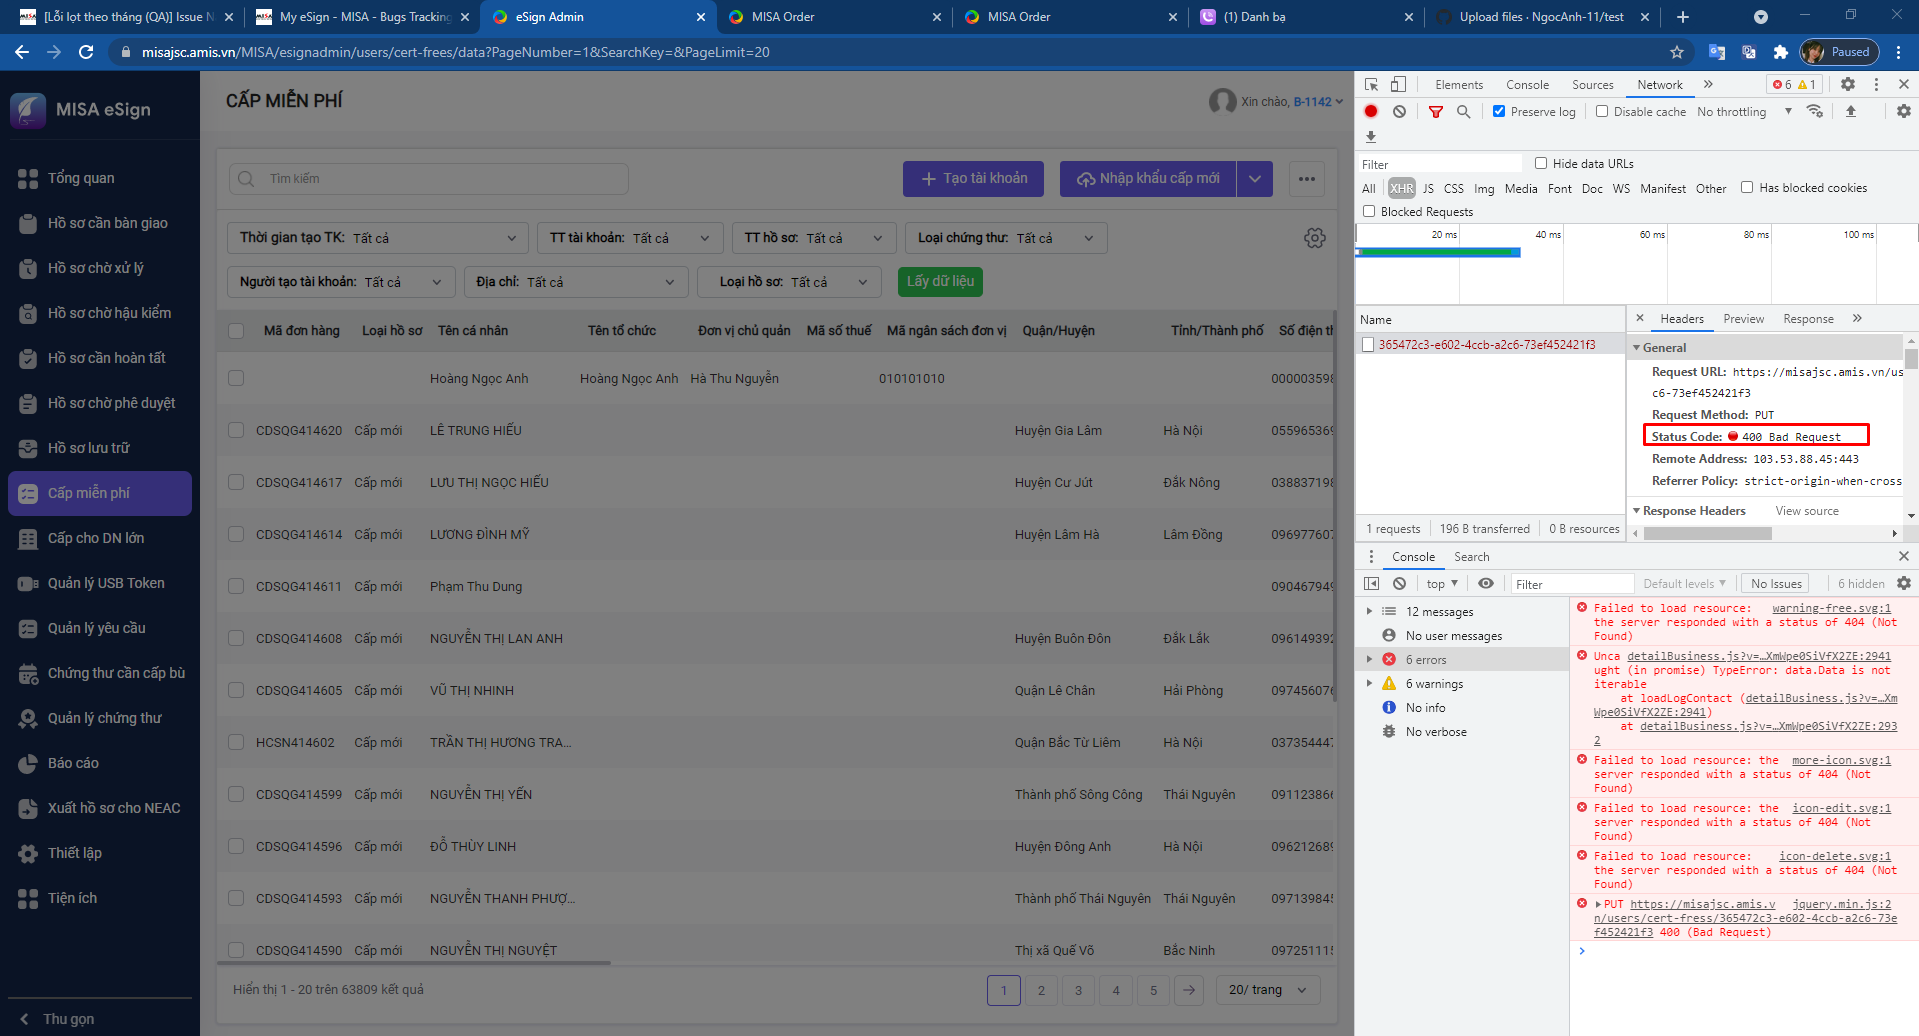 [Lỗi lọt theo tháng (QA)] Issue N
My eSign - MISA - Bugs Tracking
eSign Admin
MISA Order
MISA Order
(1) Danh bạ
Upload files · NgocAnh-11/test
misajsc.amis.vn/MISA/esignadmin/users/cert-frees/data?PageNumber=1&SearchKey=&PageLimit=20
Paused
MISA eSign
Tổng quan
Hồ sơ cần bàn giao
Hồ sơ chờ xử lý
Hồ sơ chờ hậu kiểm
Hồ sơ cần hoàn tất
Hồ sơ chờ phê duyệt
Hồ sơ lưu trữ
Cấp miễn phí
Cấp cho DN lớn
Quản lý USB Token
Quản lý yêu cầu
Chứng thư cần cấp bù
Quản lý chứng thư
Báo cáo
Xuất hồ sơ cho NEAC
Thiết lập
Tiện ích
Thu gọn
CẤP MIỄN PHÍ
Xin chào, B-1142
Tìm kiếm
Tạo tài khoản
Nhập khẩu cấp mới
Thời gian tạo TK: Tất cả
TT tài khoản: Tất cả
TT hồ sơ: Tất cả
Loại chứng thư: Tất cả
Người tạo tài khoản: Tất cả
Địa chỉ: Tất cả
Loại hồ sơ: Tất cả
Lấy dữ liệu
Mã đơn hàng Loại hồ sơ Tên cá nhân Tên tổ chức Đơn vị chủ quản Mã số thuế Mã ngân sách đơn vị Quận/Huyện Tỉnh/Thành phố Số điện th
Hoàng Ngọc Anh Hoàng Ngọc Anh Hà Thu Nguyễn 010101010 000003598
CDSQG414620 Cấp mới LÊ TRUNG HIẾU Huyện Gia Lâm Hà Nội 055965369
CDSQG414617 Cấp mới LƯU THỊ NGỌC HIẾU Huyện Cư Jút Đắk Nông 038837198
CDSQG414614 Cấp mới LƯƠNG ĐÌNH MỸ Huyện Lâm Hà Lâm Đồng 096977607
CDSQG414611 Cấp mới Phạm Thu Dung 090467949
CDSQG414608 Cấp mới NGUYỄN THỊ LAN ANH Huyện Buôn Đôn Đắk Lắk 096149392
CDSQG414605 Cấp mới VŨ THỊ NHINH Quận Lê Chân Hải Phòng 097456076
HCSN414602 Cấp mới TRẦN THỊ HƯƠNG TRA... Quận Bắc Từ Liêm Hà Nội 037354447
CDSQG414599 Cấp mới NGUYỄN THỊ YẾN Thành phố Sông Công Thái Nguyên 091123866
CDSQG414596 Cấp mới ĐỖ THÙY LINH Huyện Đông Anh Hà Nội 096212689
CDSQG414593 Cấp mới NGUYỄN THANH PHƯỢ... Thành phố Thái Nguyên Thái Nguyên 097139845
CDSQG414590 Cấp mới NGUYỄN THỊ NGUYỆT Thị xã Quế Võ Bắc Ninh 097251115
Hiển thị 1 - 20 trên 63809 kết quả
1 2 3 4 5
20/ trang
Elements Console Sources Network
6 1
Preserve log Disable cache No throttling
Filter Hide data URLs
All XHR JS CSS Img Media Font Doc WS Manifest Other Has blocked cookies
Blocked Requests
20 ms 40 ms 60 ms 80 ms 100 ms
Name
365472c3-e602-4ccb-a2c6-73ef452421f3
1 requests 196 B transferred 0 B resources
Headers Preview Response
General
Request URL: https://misajsc.amis.vn/us
c6-73ef452421f3
Request Method: PUT
Status Code: 400 Bad Request
Remote Address: 103.53.88.45:443
Referrer Policy: strict-origin-when-cross
Response Headers View source
Console Search
top Filter Default levels No Issues 6 hidden
12 messages
No user messages
6 errors
6 warnings
No info
No verbose
Failed to load resource: warning-free.svg:1
the server responded with a status of 404 (Not
Found)
Unca detailBusiness.js?v=…XmWpe0SiVfX2ZE:2941
ught (in promise) TypeError: data.Data is not
iterable
at loadLogContact (detailBusiness.js?v=…Xm
Wpe0SiVfX2ZE:2941)
at detailBusiness.js?v=…XmWpe0SiVfX2ZE:293
2
Failed to load resource: the more-icon.svg:1
server responded with a status of 404 (Not
Found)
Failed to load resource: the icon-edit.svg:1
server responded with a status of 404 (Not
Found)
Failed to load resource: icon-delete.svg:1
the server responded with a status of 404 (Not
Found)
PUT https://misajsc.amis.v jquery.min.js:2
n/users/cert-fress/365472c3-e602-4ccb-a2c6-73e
f452421f3 400 (Bad Request)